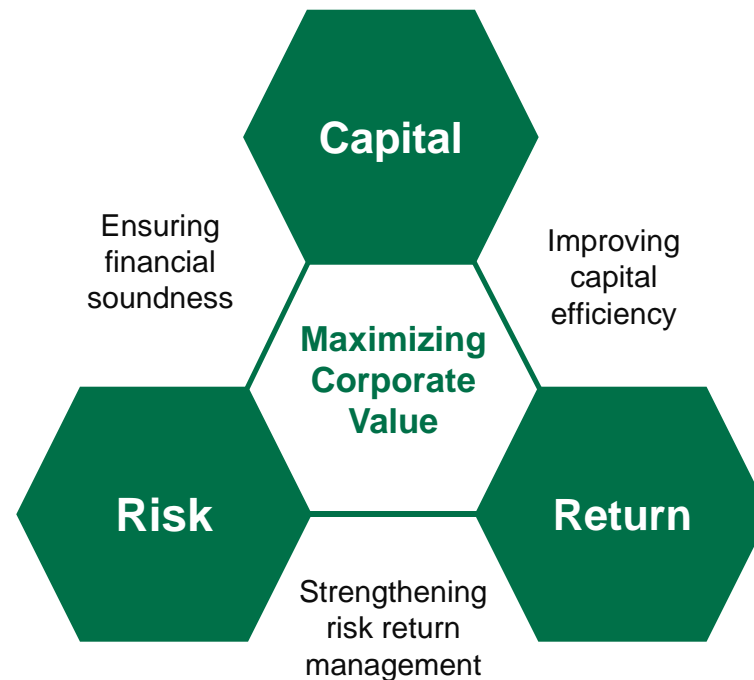 Capital
Ensuring
financial
soundness
Improving
capital
efficiency
Maximizing
Corporate
Value
Risk
Return
Strengthening
risk return
management